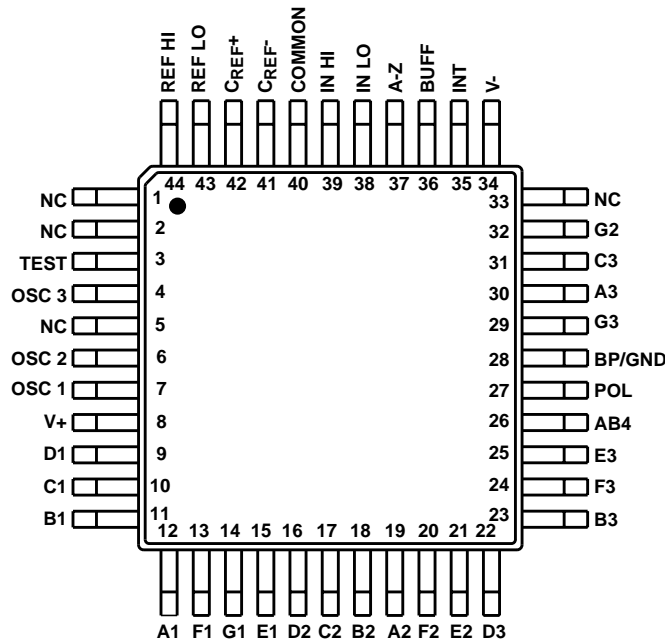 REF HI
REF LO
CREF+
CREF-
COMMON
IN HI
IN LO
A-Z
BUFF
INT
V-
44 43 42 41 40 39 38 37 36 35 34
NC 1 33 NC
NC 2 32 G2
TEST 3 31 C3
OSC 3 4 30 A3
NC 5 29 G3
OSC 2 6 28 BP/GND
OSC 1 7 27 POL
V+ 8 26 AB4
D1 9 25 E3
C1 10 24 F3
B1 11 23 B3
12 13 14 15 16 17 18 19 20 21 22
A1 F1 G1 E1 D2 C2 B2 A2 F2 E2 D3